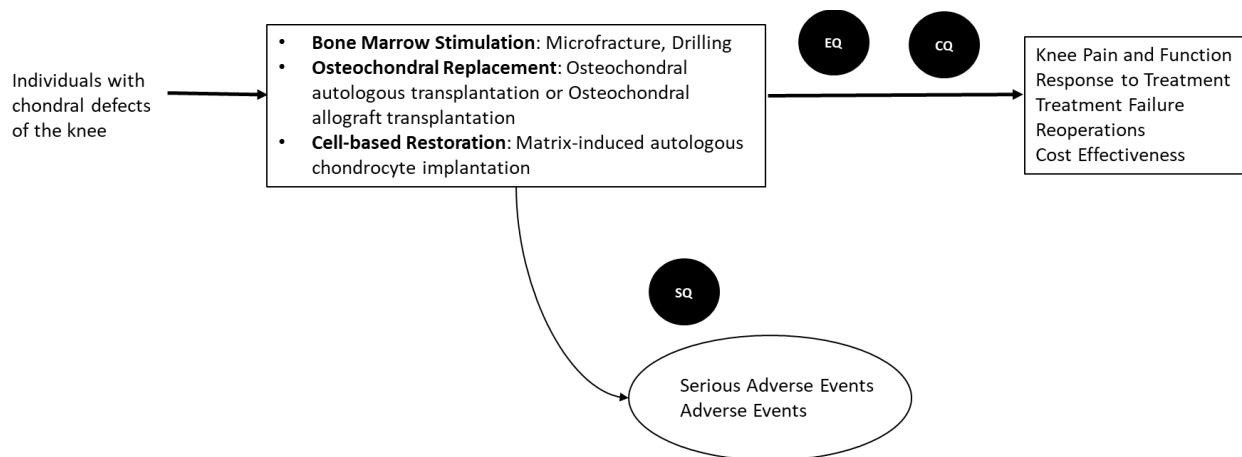 Individuals with
chondral defects
of the knee
• Bone Marrow Stimulation: Microfracture, Drilling
• Osteochondral Replacement: Osteochondral
autologous transplantation or Osteochondral
allograft transplantation
• Cell-based Restoration: Matrix-induced autologous
chondrocyte implantation
EQ
CQ
Knee Pain and Function
Response to Treatment
Treatment Failure
Reoperations
Cost Effectiveness
SQ
Serious Adverse Events
Adverse Events